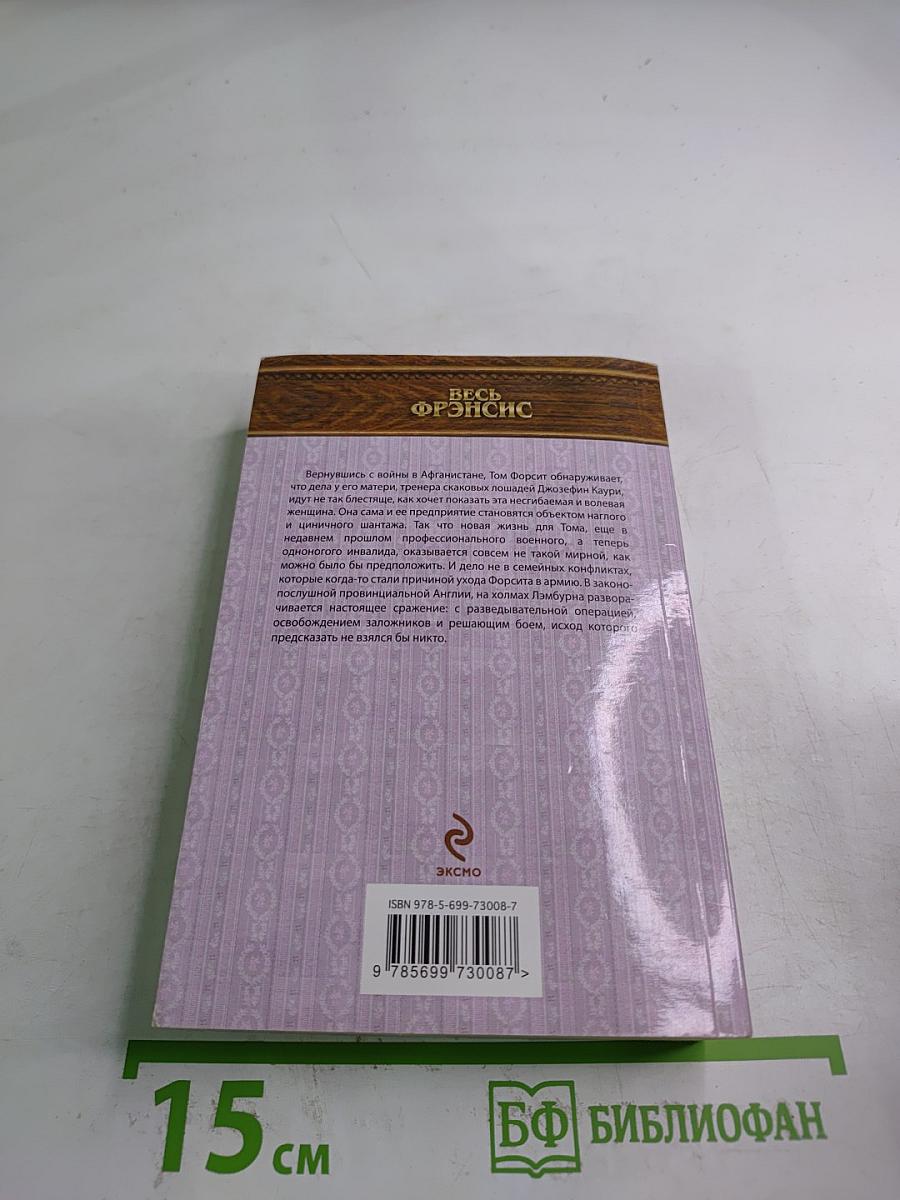 ВЕСЬ
ФРЭНСИС
Вернувшись с войны в Афганистане, Том Форсит обнаруживает,
что дела у его матери, тренера скаковых лошадей Джозефин Каури,
идут не так блестяще, как хочет показать эта несгибаемая и волевая
женщина. Она сама и ее предприятие становятся объектом наглого
и циничного шантажа. Так что новая жизнь для Тома, еще в
недавнем прошлом профессионального военного, а теперь
одноногого инвалида, оказывается совсем не такой мирной, как
можно было бы предположить. И дело не в семейных конфликтах,
которые когда-то стали причиной ухода Форсита в армию. В законо-
послушной провинциальной Англии, на холмах Лэмбурна развора-
чивается настоящее сражение: с разведывательной операцией,
освобождением заложников и решающим боем, исход которого
предсказать не взялся бы никто.
ЭКСМО
ISBN 978-5-699-73008-7
9 785699 730087 >
15 см
БФ БИБЛИОФАН